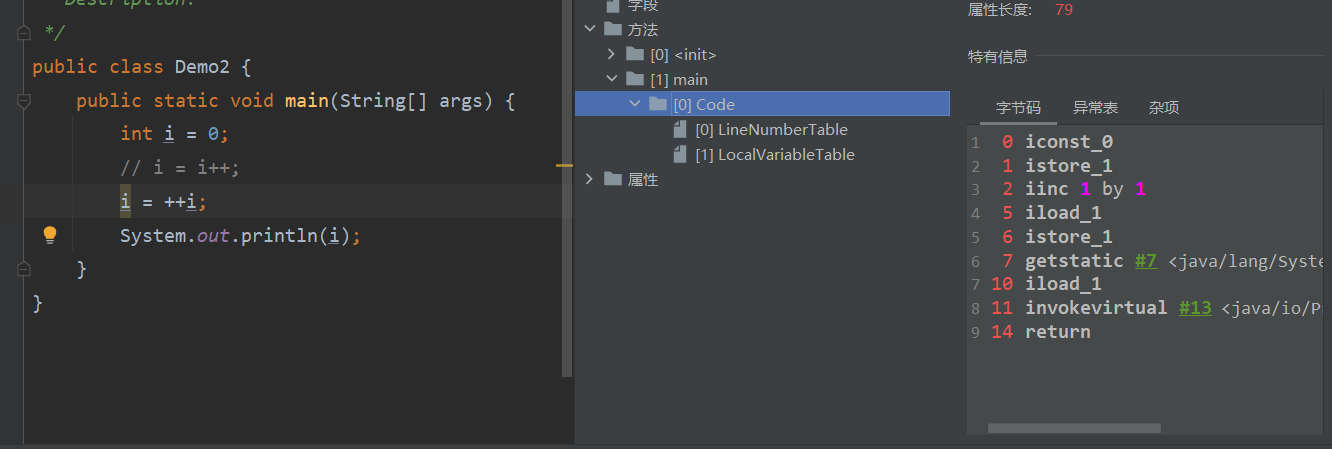 Description:
*/
public class Demo2 {
public static void main(String[] args) {
int i = 0;
// i = i++;
i = ++i;
System.out.println(i);
}
}
字段
方法
[0] <init>
[1] main
[0] Code
[0] LineNumberTable
[1] LocalVariableTable
属性
属性长度: 79
特有信息
字节码 异常表 杂项
1 0 iconst_0
2 1 istore_1
3 2 iinc 1 by 1
4 5 iload_1
5 6 istore_1
6 7 getstatic #7 <java/lang/Syste
7 10 iload_1
8 11 invokevirtual #13 <java/io/P
9 14 return